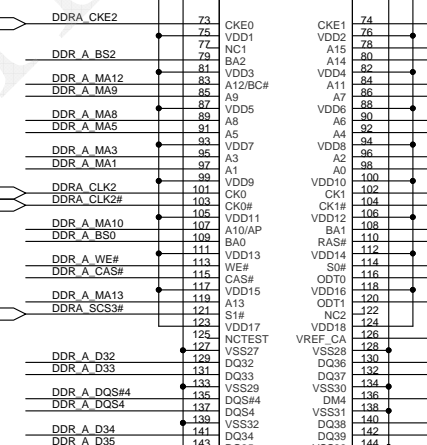 DDRA_CKE2 73 CKE0 CKE1 74
75 VDD1 VDD2 76
77 NC1 A15 78
DDR_A_BS2 79 BA2 A14 80
81 VDD3 VDD4 82
DDR_A_MA12 83 A12/BC# A11 84
DDR_A_MA9 85 A9 A7 86
87 VDD5 VDD6 88
DDR_A_MA8 89 A8 A6 90
DDR_A_MA5 91 A5 A4 92
93 VDD7 VDD8 94
DDR_A_MA3 95 A3 A2 96
DDR_A_MA1 97 A1 A0 98
99 VDD9 VDD10 100
DDRA_CLK2 101 CK0 CK1 102
DDRA_CLK2# 103 CK0# CK1# 104
105 VDD11 VDD12 106
DDR_A_MA10 107 A10/AP BA1 108
DDR_A_BS0 109 BA0 RAS# 110
111 VDD13 VDD14 112
DDR_A_WE# 113 WE# S0# 114
DDR_A_CAS# 115 CAS# ODT0 116
117 VDD15 VDD16 118
DDR_A_MA13 119 A13 ODT1 120
DDRA_SCS3# 121 S1# NC2 122
123 VDD17 VDD18 124
125 NCTEST VREF_CA 126
127 VSS27 VSS28 128
DDR_A_D32 129 DQ32 DQ36 130
DDR_A_D33 131 DQ33 DQ37 132
133 VSS29 VSS30 134
DDR_A_DQS#4 135 DQS#4 DM4 136
DDR_A_DQS4 137 DQS4 VSS31 138
139 VSS32 DQ38 140
DDR_A_D34 141 DQ34 DQ39 142
DDR_A_D35 143 144